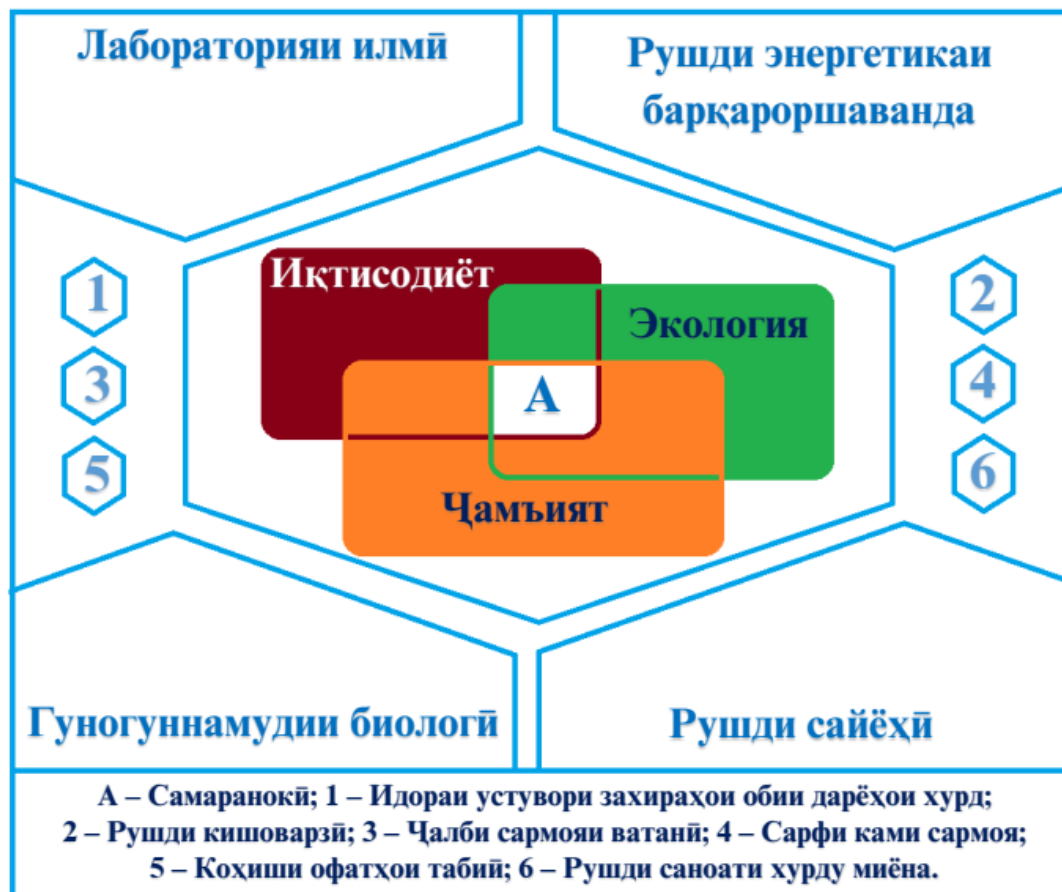 Лабораторияи илмӣ
Рушди энергетикаи
барқароршаванда
Иқтисодиёт
Экология
А
Ҷамъият
1
2
3
4
5
6
Гуногуннамудии биологӣ
Рушди сайёҳӣ
А – Самаранокӣ; 1 – Идораи устувори захираҳои обии дарёҳои хурд;
2 – Рушди кишоварзӣ; 3 – Ҷалби сармояи ватанӣ; 4 – Сарфи ками сармоя;
5 – Коҳиши офатҳои табиӣ; 6 – Рушди саноати хурду миёна.